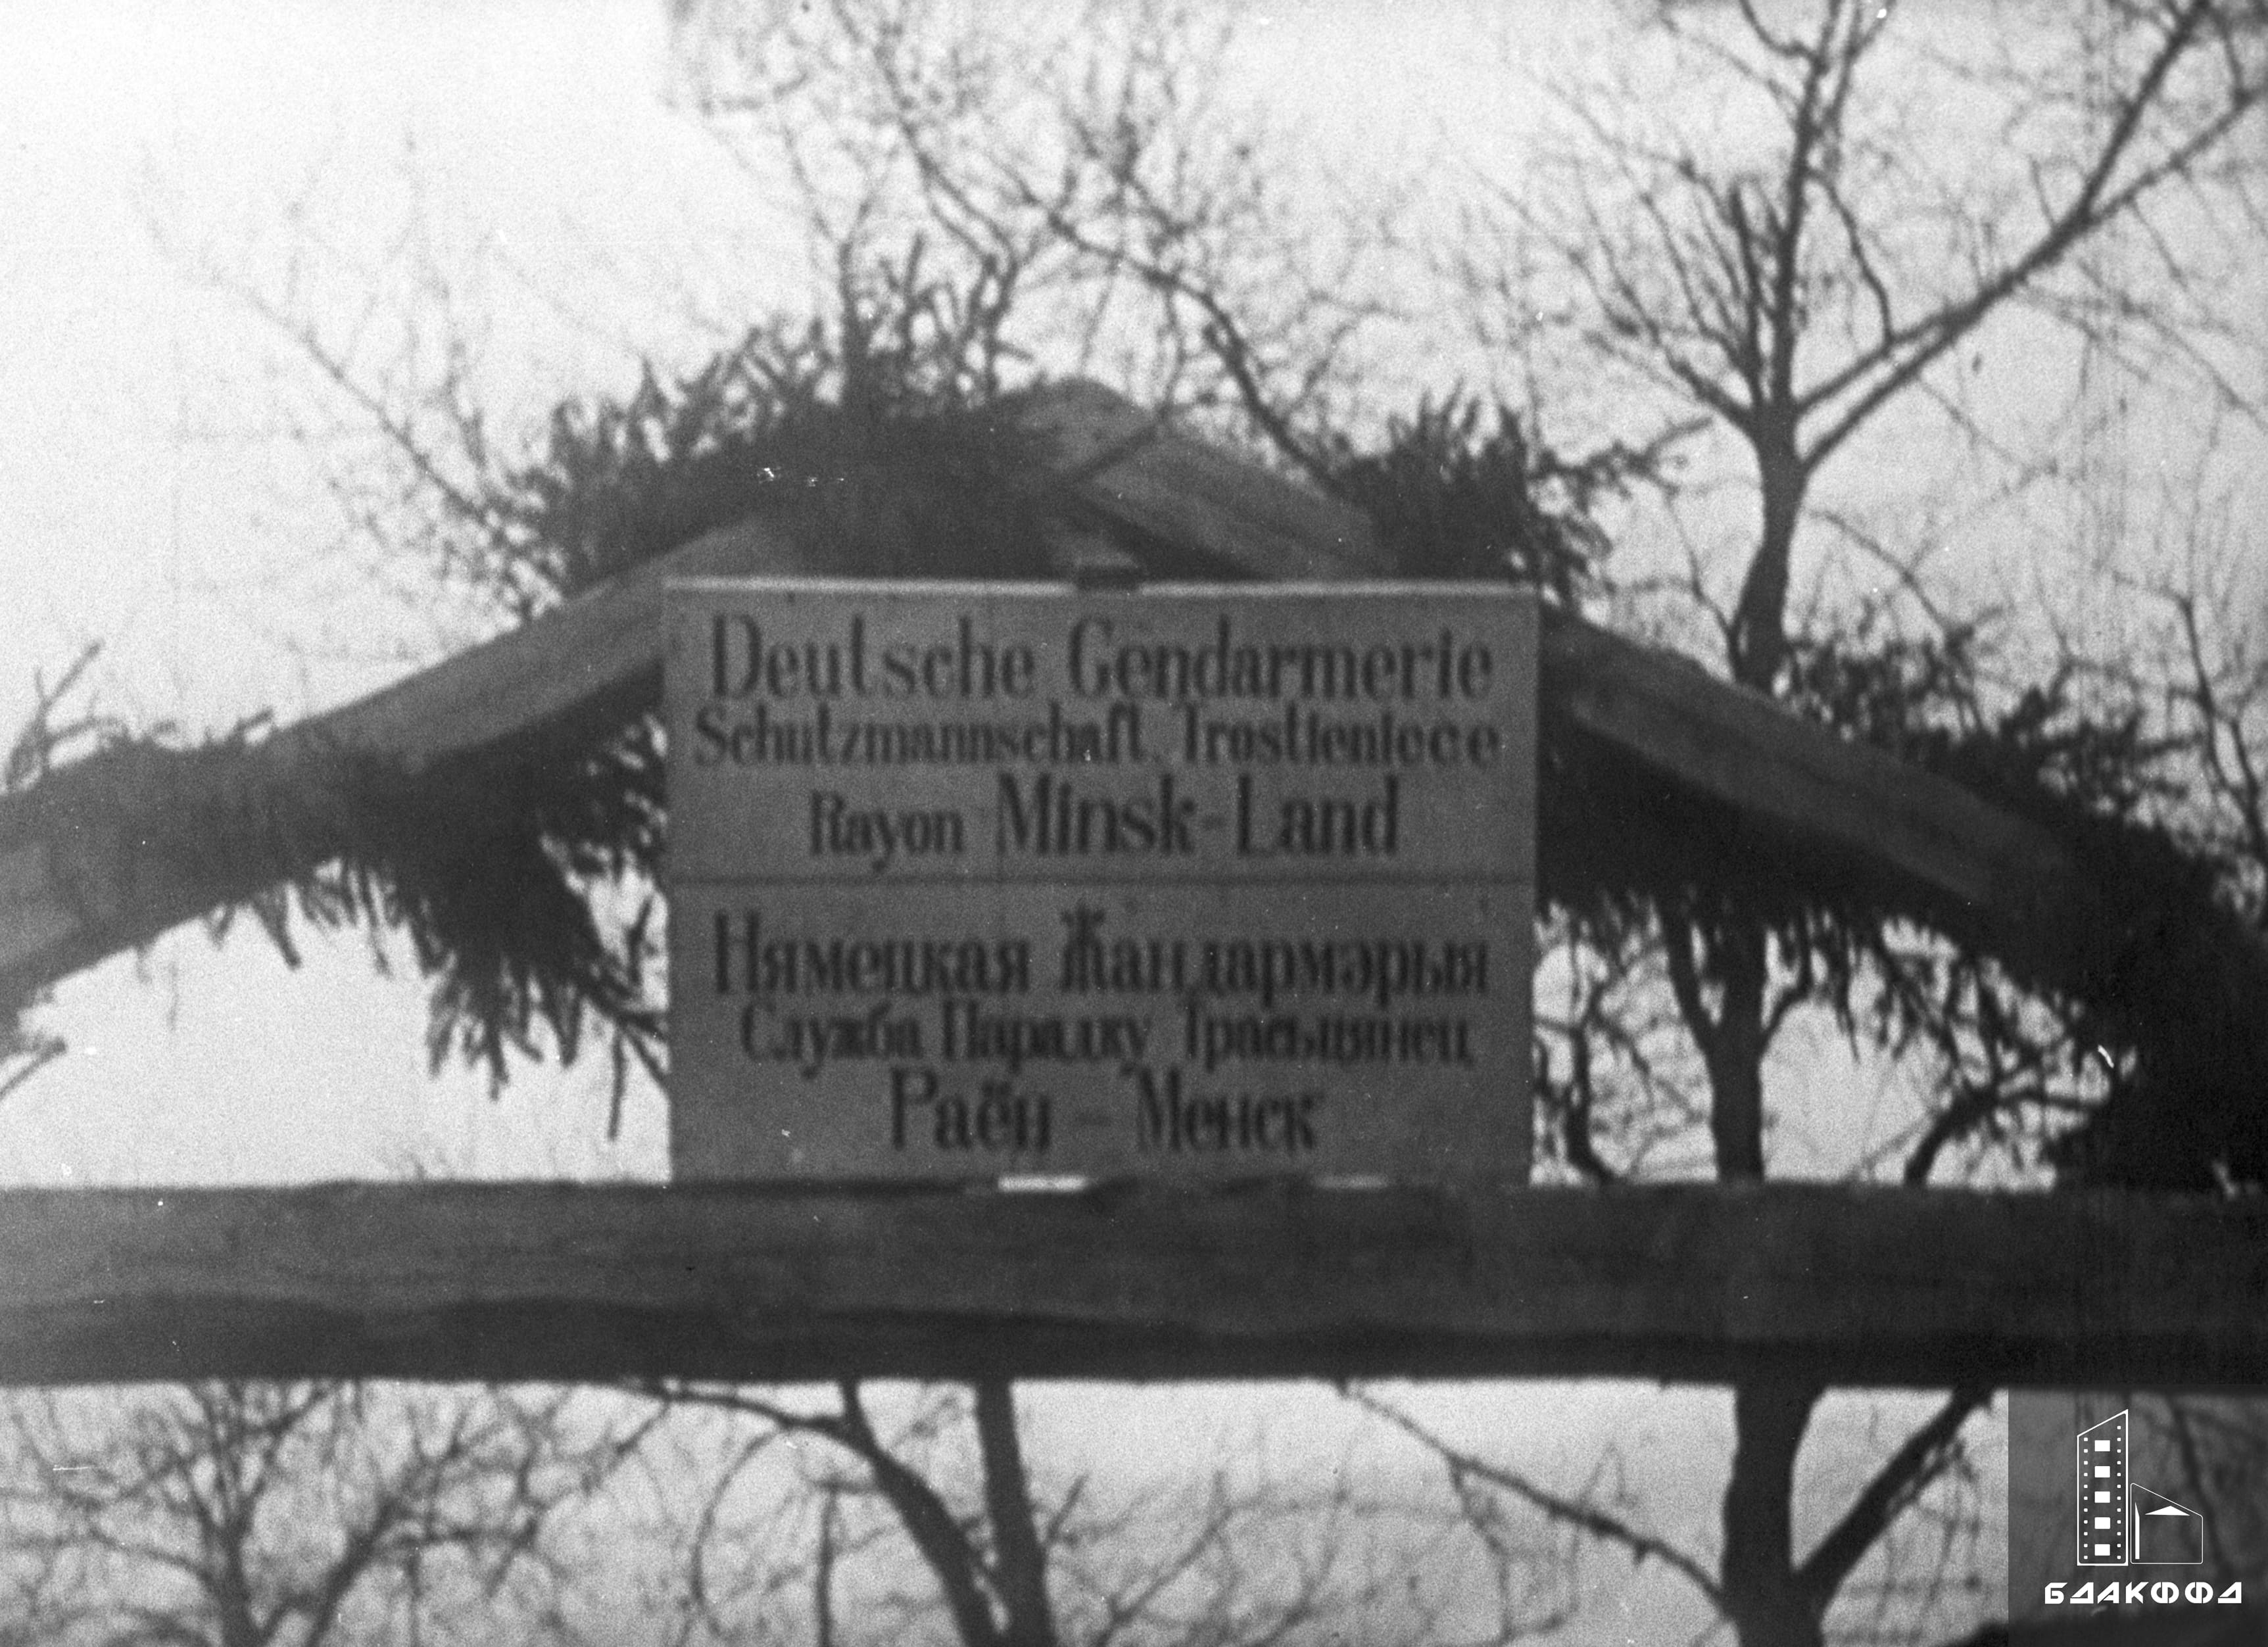 Deutsche Gendarmerie
Schutzmannschaft. Trostieniece
Rayon Minsk-Land
Нямецкая Жандармэрыя
Служба Парадку Трасьцянец
Раён - Менск
БДАКФФД